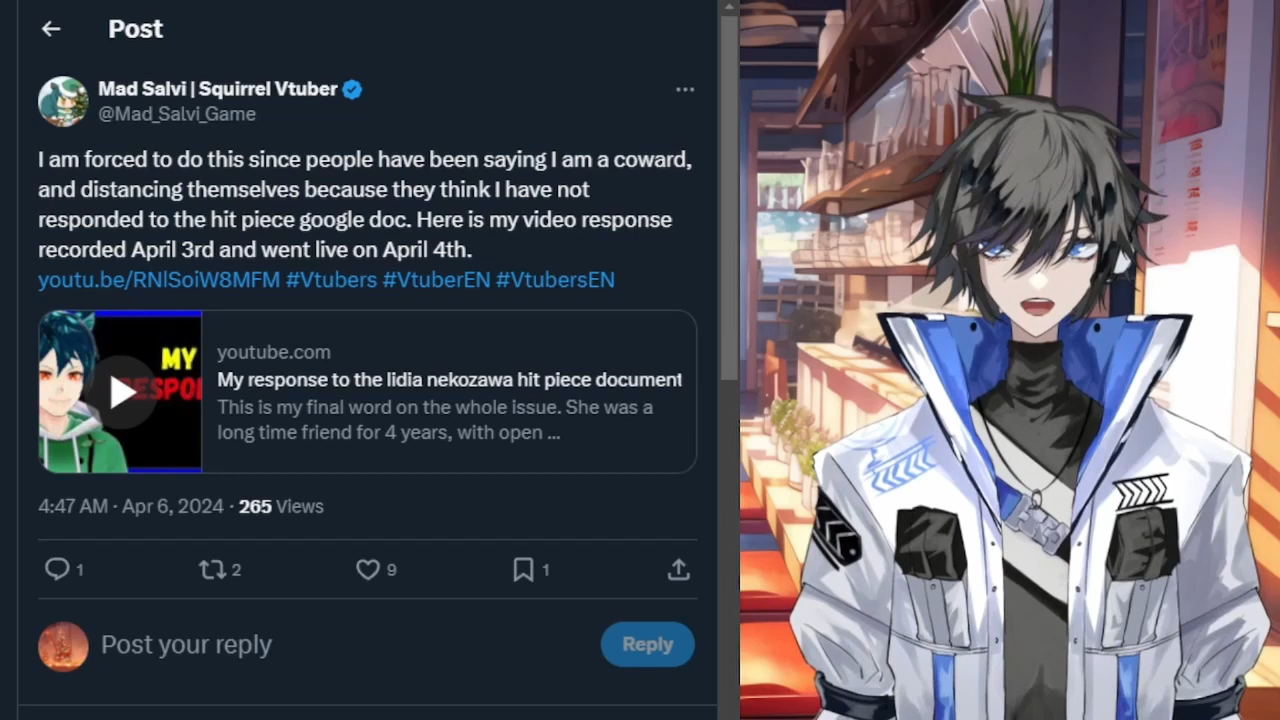 Post
Mad Salvi | Squirrel Vtuber
@Mad_Salvi_Game
I am forced to do this since people have been saying I am a coward,
and distancing themselves because they think I have not
responded to the hit piece google doc. Here is my video response
recorded April 3rd and went live on April 4th.
youtu.be/RNlSoiW8MFM #Vtubers #VtuberEN #VtubersEN
MY
RESPO
youtube.com
My response to the lidia nekozawa hit piece document
This is my final word on the whole issue. She was a
long time friend for 4 years, with open ...
4:47 AM · Apr 6, 2024 · 265 Views
1 2 9 1
Post your reply
Reply